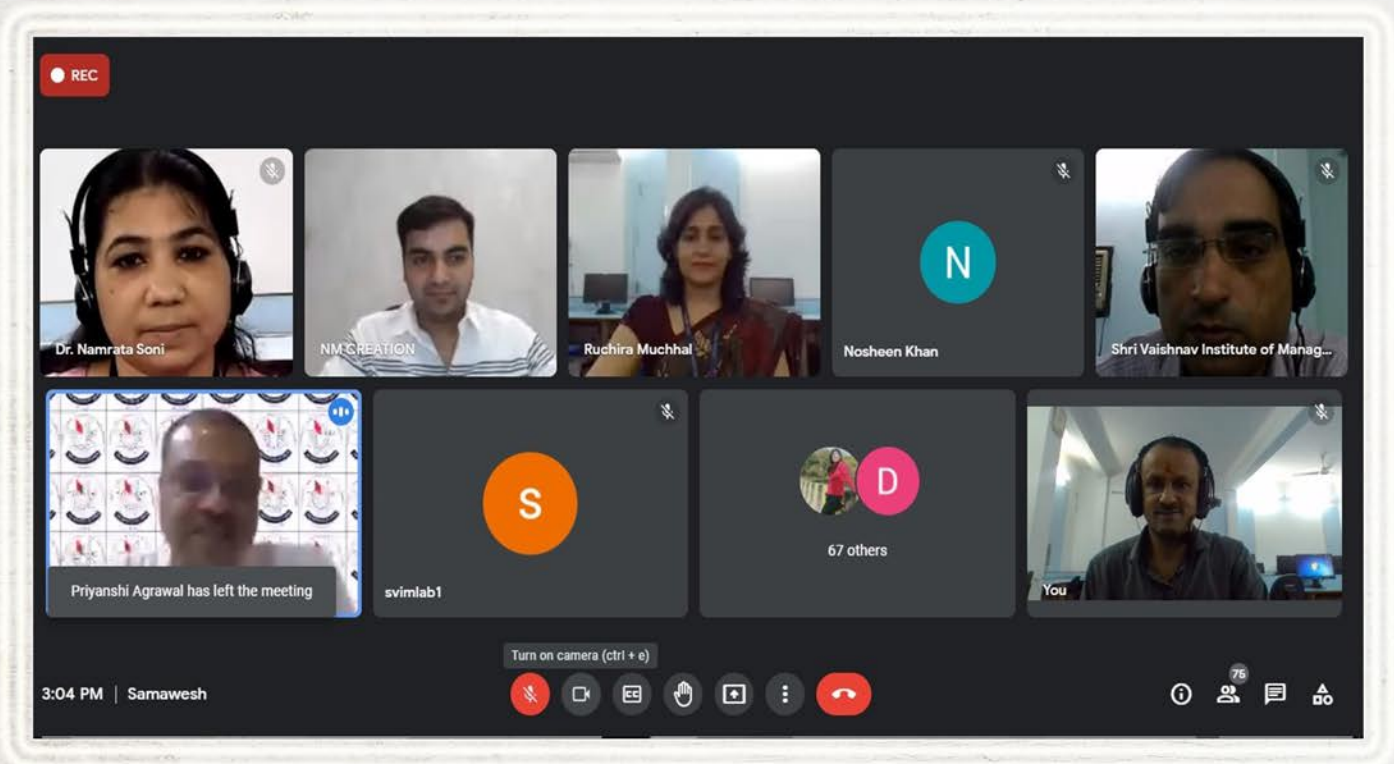 REC
Dr. Namrata Soni
NM CREATION
Ruchira Muchhal
N
Nosheen Khan
Shri Vaishnav Institute of Manag...
Priyanshi Agrawal has left the meeting
S
svimlab1
D
67 others
You
Turn on camera (ctrl + e)
3:04 PM | Samawesh
CC
75